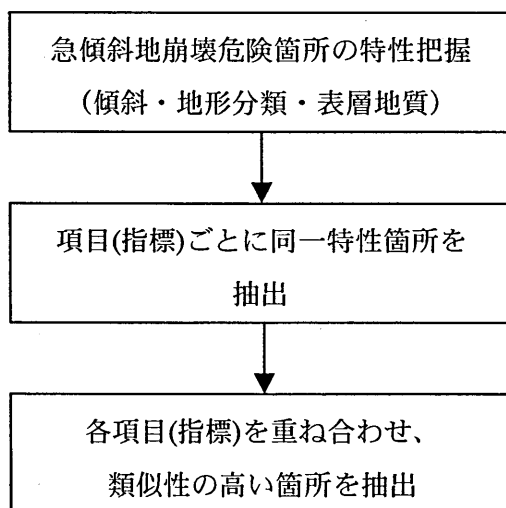 急傾斜地崩壊危険箇所の特性把握
（傾斜・地形分類・表層地質）
項目(指標)ごとに同一特性箇所を
抽出
各項目(指標)を重ね合わせ、
類似性の高い箇所を抽出